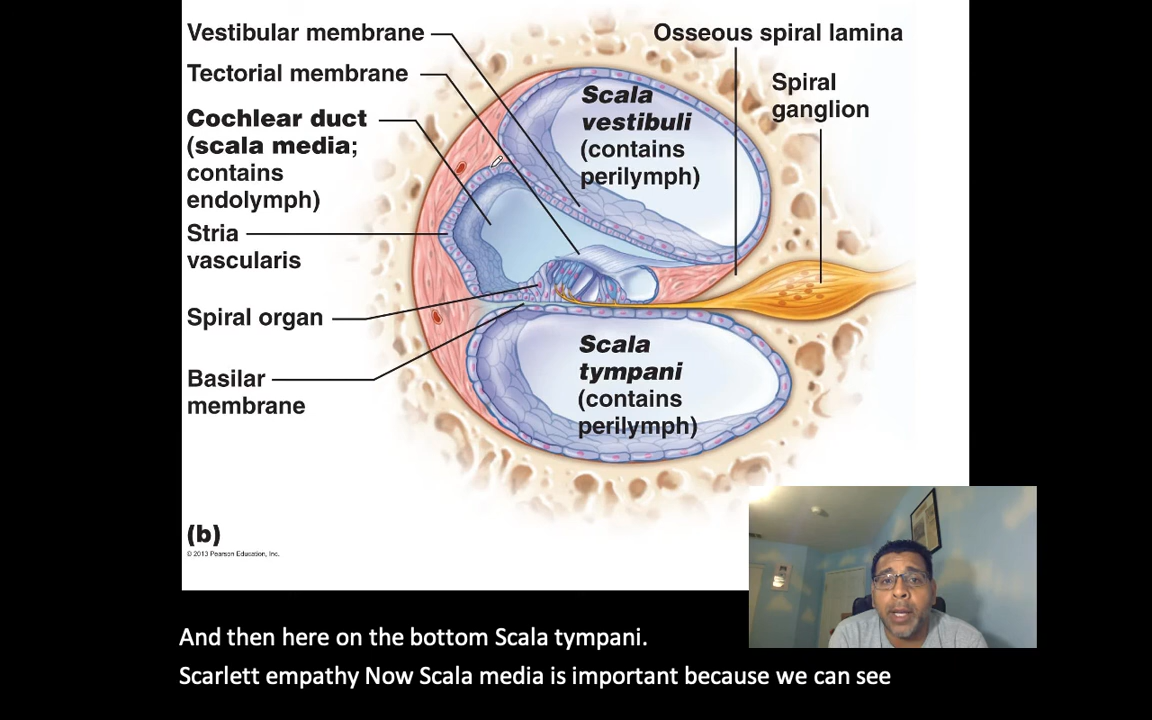 Vestibular membrane
Osseous spiral lamina
Tectorial membrane
Spiral
ganglion
Cochlear duct
(scala media;
contains
endolymph)
Scala
vestibuli
(contains
perilymph)
Stria
vascularis
Spiral organ
Basilar
membrane
Scala
tympani
(contains
perilymph)
(b)
© 2013 Pearson Education, Inc.
And then here on the bottom Scala tympani.
Scarlett empathy Now Scala media is important because we can see